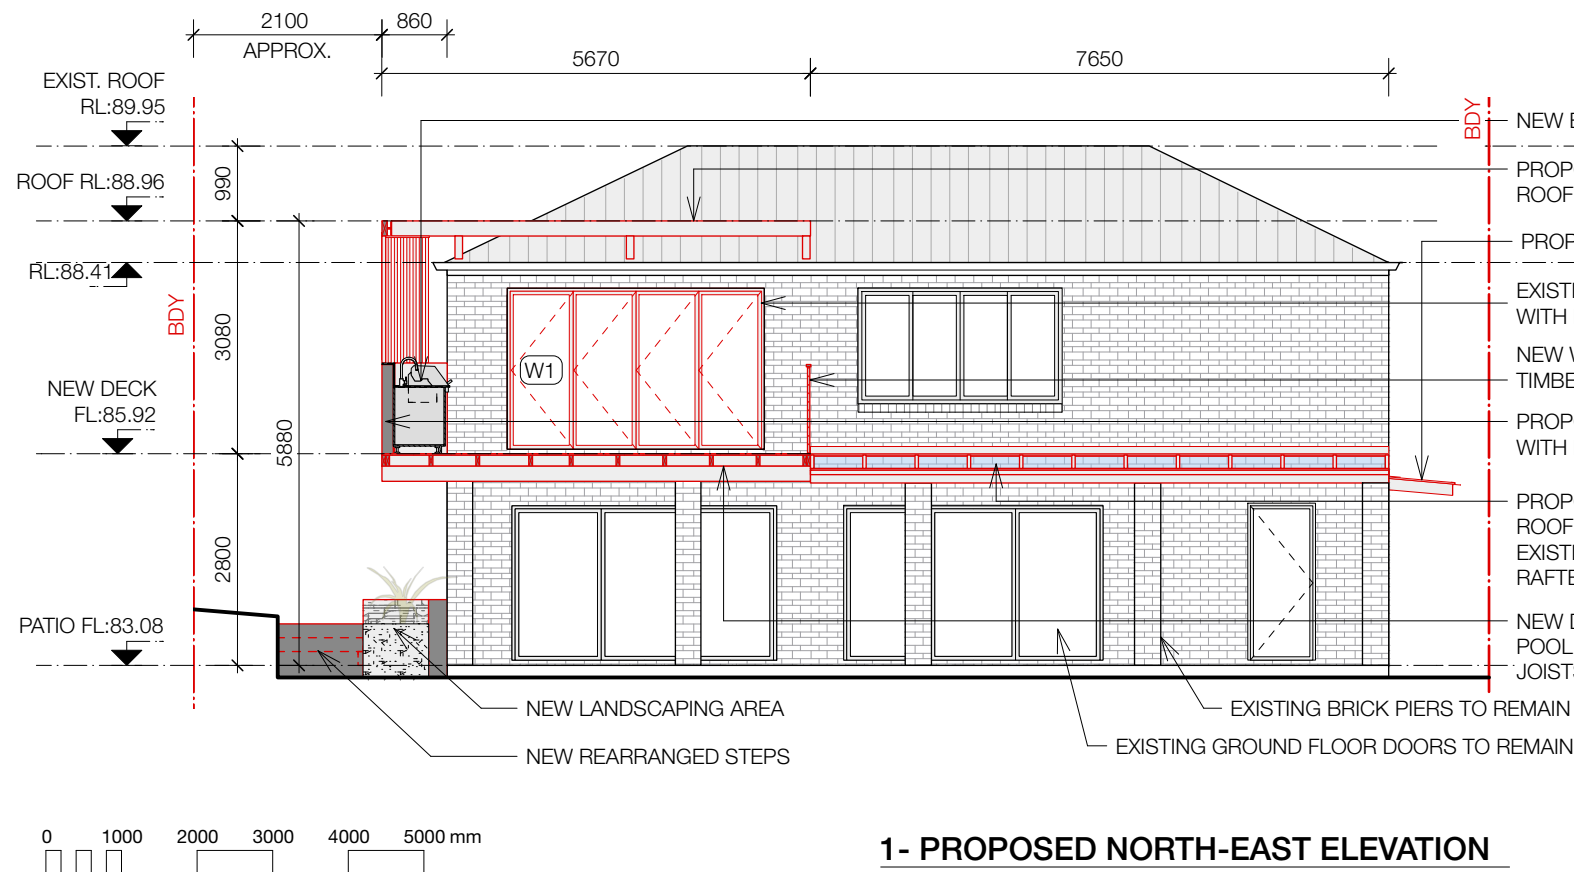 2100
860
APPROX.
5670
7650
EXIST. ROOF
RL:89.95
BDY
NEW
990
PROP
ROOF
ROOF RL:88.96
PROP
RL:88.41
BDY
3080
W1
EXIST
WITH
NEW
TIMBE
NEW DECK
FL:85.92
5880
PROP
WITH
PROP
ROOF
EXIST
RAFTE
2800
PATIO FL:83.08
NEW
POOL
JOIST
NEW LANDSCAPING AREA
EXISTING BRICK PIERS TO REMAIN
EXISTING GROUND FLOOR DOORS TO REMAIN
NEW REARRANGED STEPS
0 1000 2000 3000 4000 5000 mm
1- PROPOSED NORTH-EAST ELEVATION